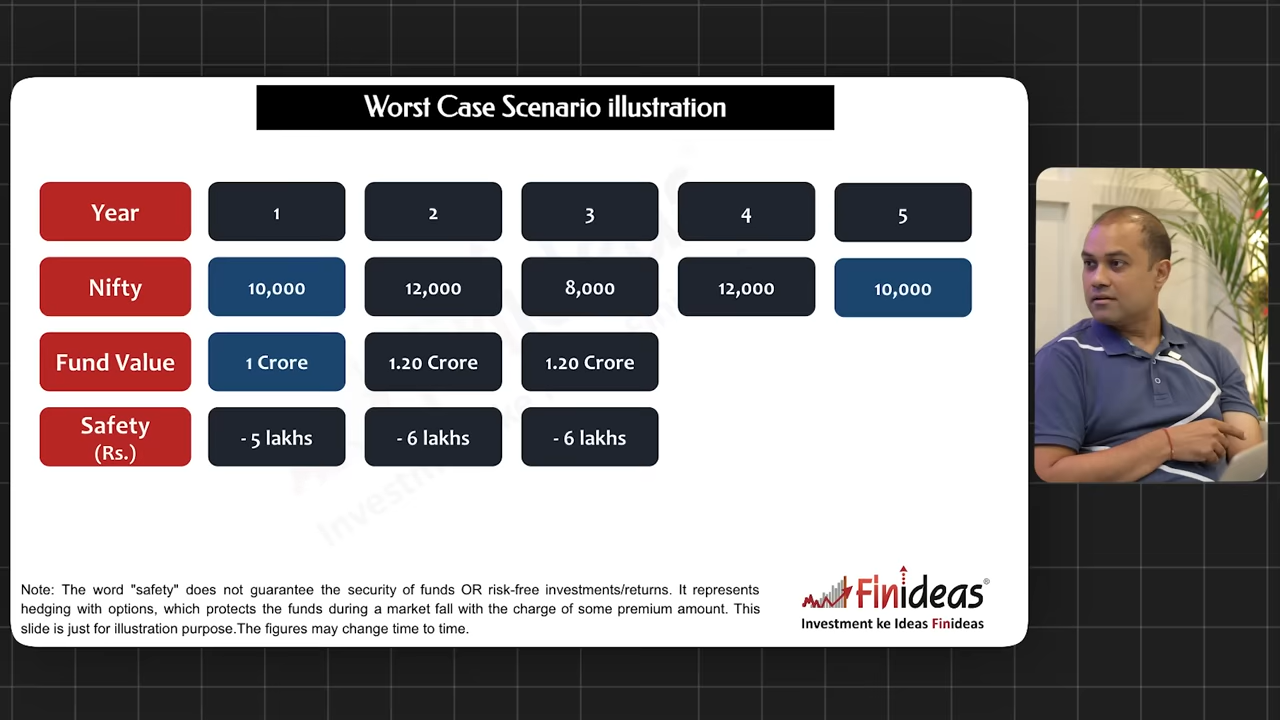 Worst Case Scenario illustration
Year 1 2 3 4 5
Nifty 10,000 12,000 8,000 12,000 10,000
Fund Value 1 Crore 1.20 Crore 1.20 Crore
Safety (Rs.) - 5 lakhs - 6 lakhs - 6 lakhs
Note: The word "safety" does not guarantee the security of funds OR risk-free investments/returns. It represents
hedging with options, which protects the funds during a market fall with the charge of some premium amount. This
slide is just for illustration purpose.The figures may change time to time.
Finideas®
Investment ke Ideas Finideas